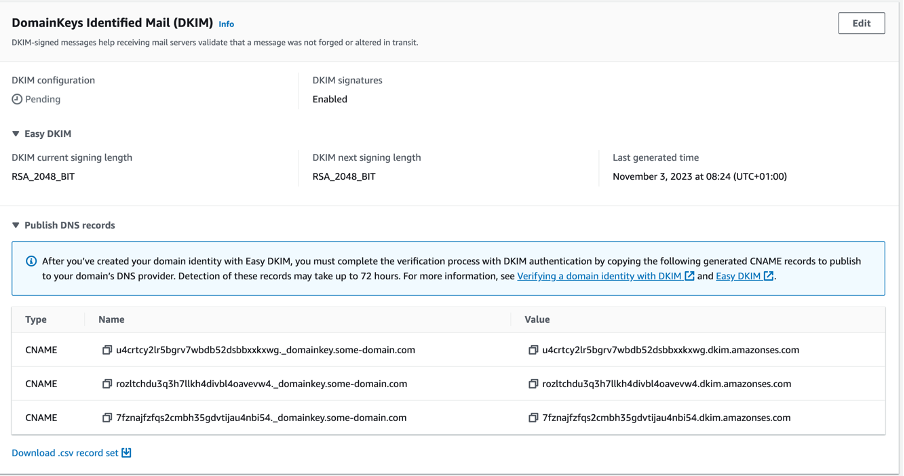 DomainKeys Identified Mail (DKIM) Info
Edit
DKIM-signed messages help receiving mail servers validate that a message was not forged or altered in transit.
DKIM configuration
Pending
DKIM signatures
Enabled
Easy DKIM
DKIM current signing length
RSA_2048_BIT
DKIM next signing length
RSA_2048_BIT
Last generated time
November 3, 2023 at 08:24 (UTC+01:00)
Publish DNS records
After you've created your domain identity with Easy DKIM, you must complete the verification process with DKIM authentication by copying the following generated CNAME records to publish
to your domain's DNS provider. Detection of these records may take up to 72 hours. For more information, see Verifying a domain identity with DKIM and Easy DKIM.
Type Name Value
CNAME u4crtcy2lr5bgrv7wbdb52dsbbxxkxwg._domainkey.some-domain.com u4crtcy2lr5bgrv7wbdb52dsbbxxkxwg.dkim.amazonses.com
CNAME rozltchdu3q3h7llkh4divbl4oavevw4._domainkey.some-domain.com rozltchdu3q3h7llkh4divbl4oavevw4.dkim.amazonses.com
CNAME 7fznajfzfqs2cmbh35gdvtijau4nbi54._domainkey.some-domain.com 7fznajfzfqs2cmbh35gdvtijau4nbi54.dkim.amazonses.com
Download .csv record set